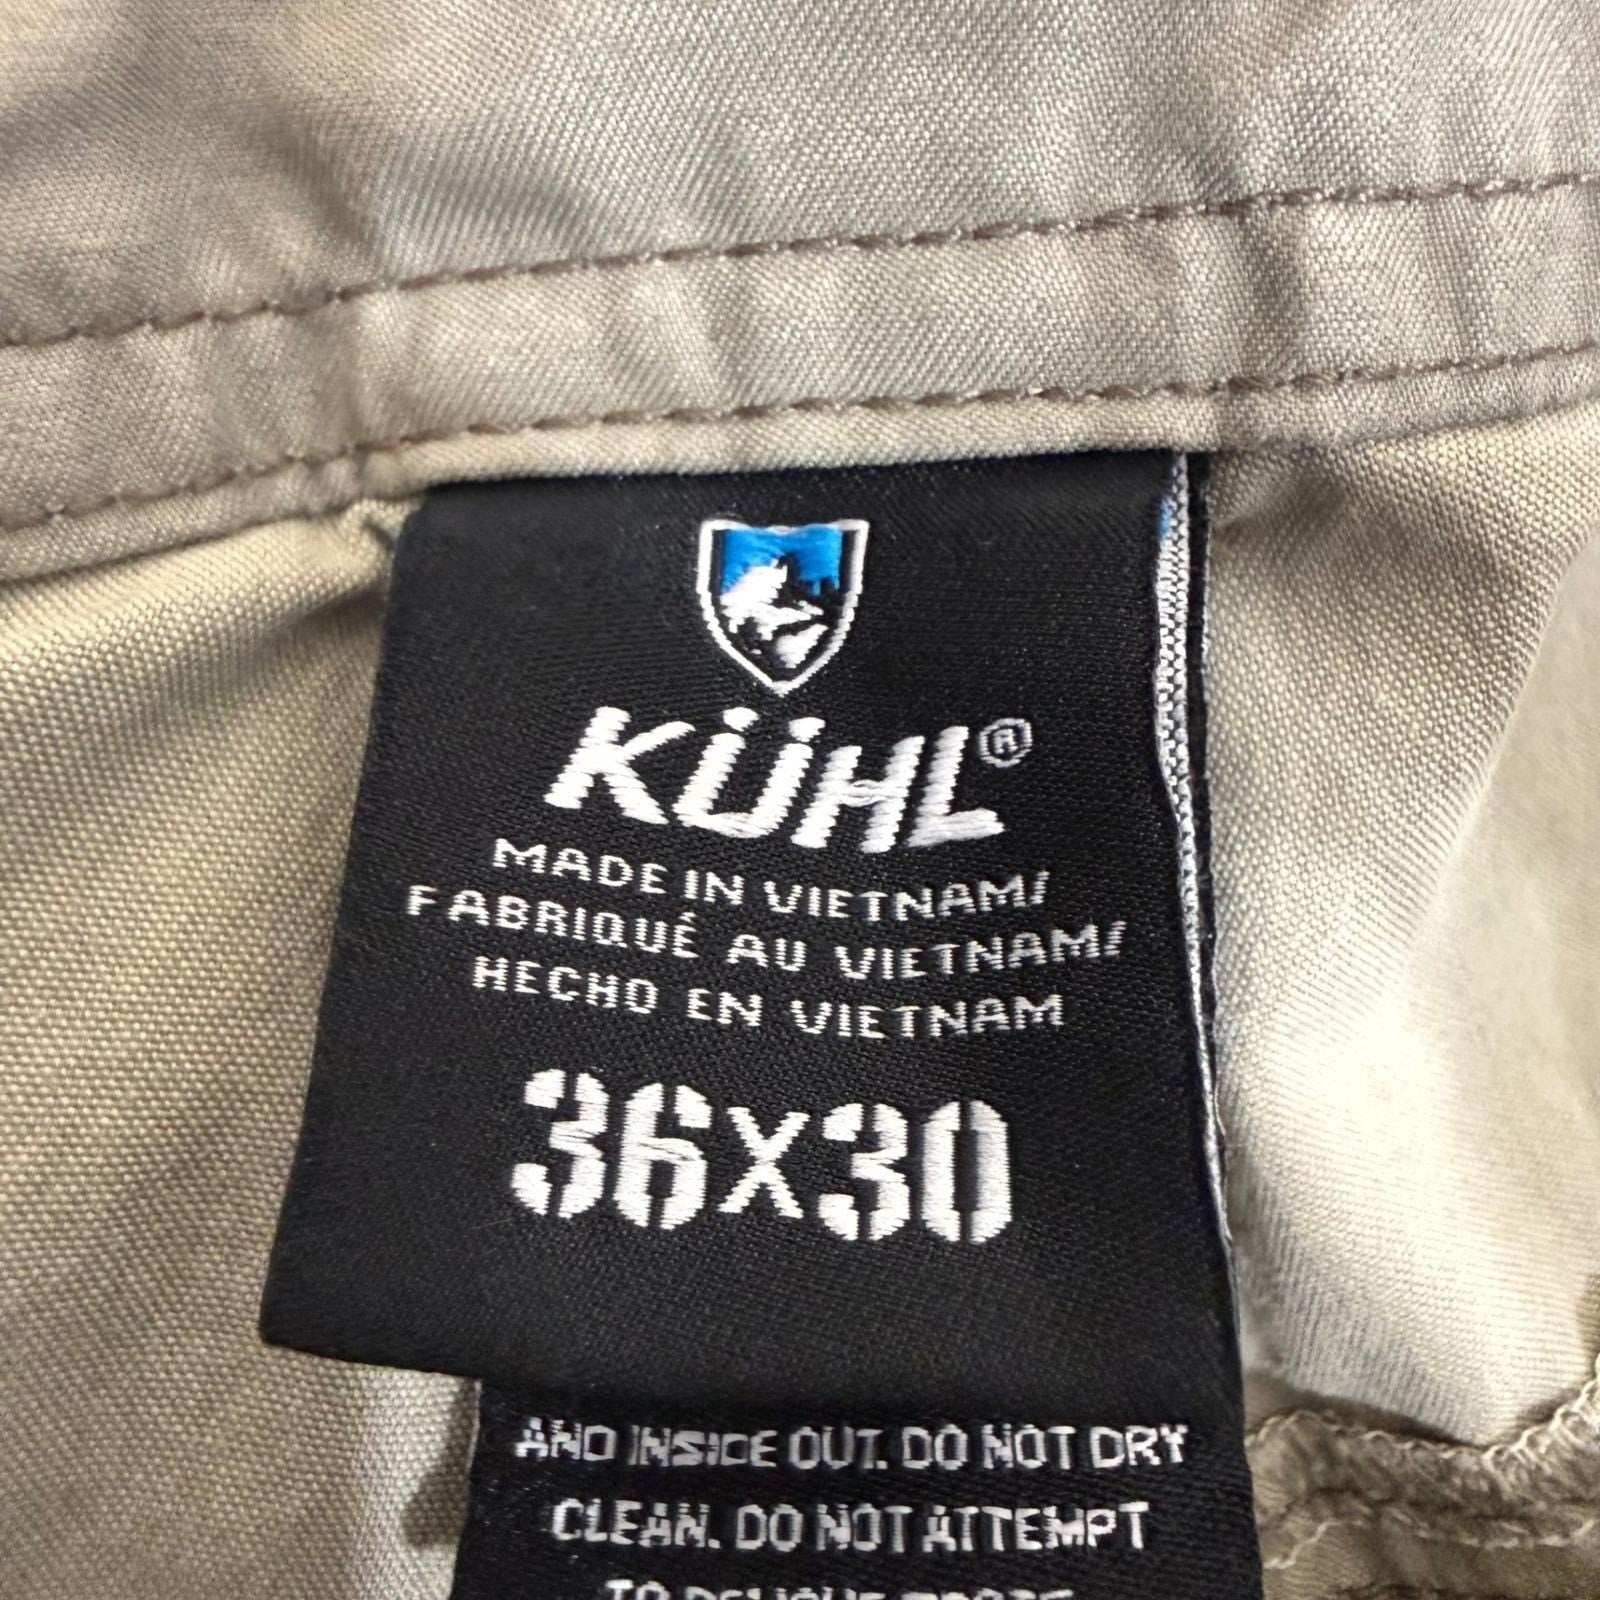 KÜHL®
MADE IN VIETNAM/
FABRIQUÉ AU VIETNAM/
HECHO EN VIETNAM
36X30
AND INSIDE OUT. DO NOT DRY
CLEAN. DO NOT ATTEMPT
TO